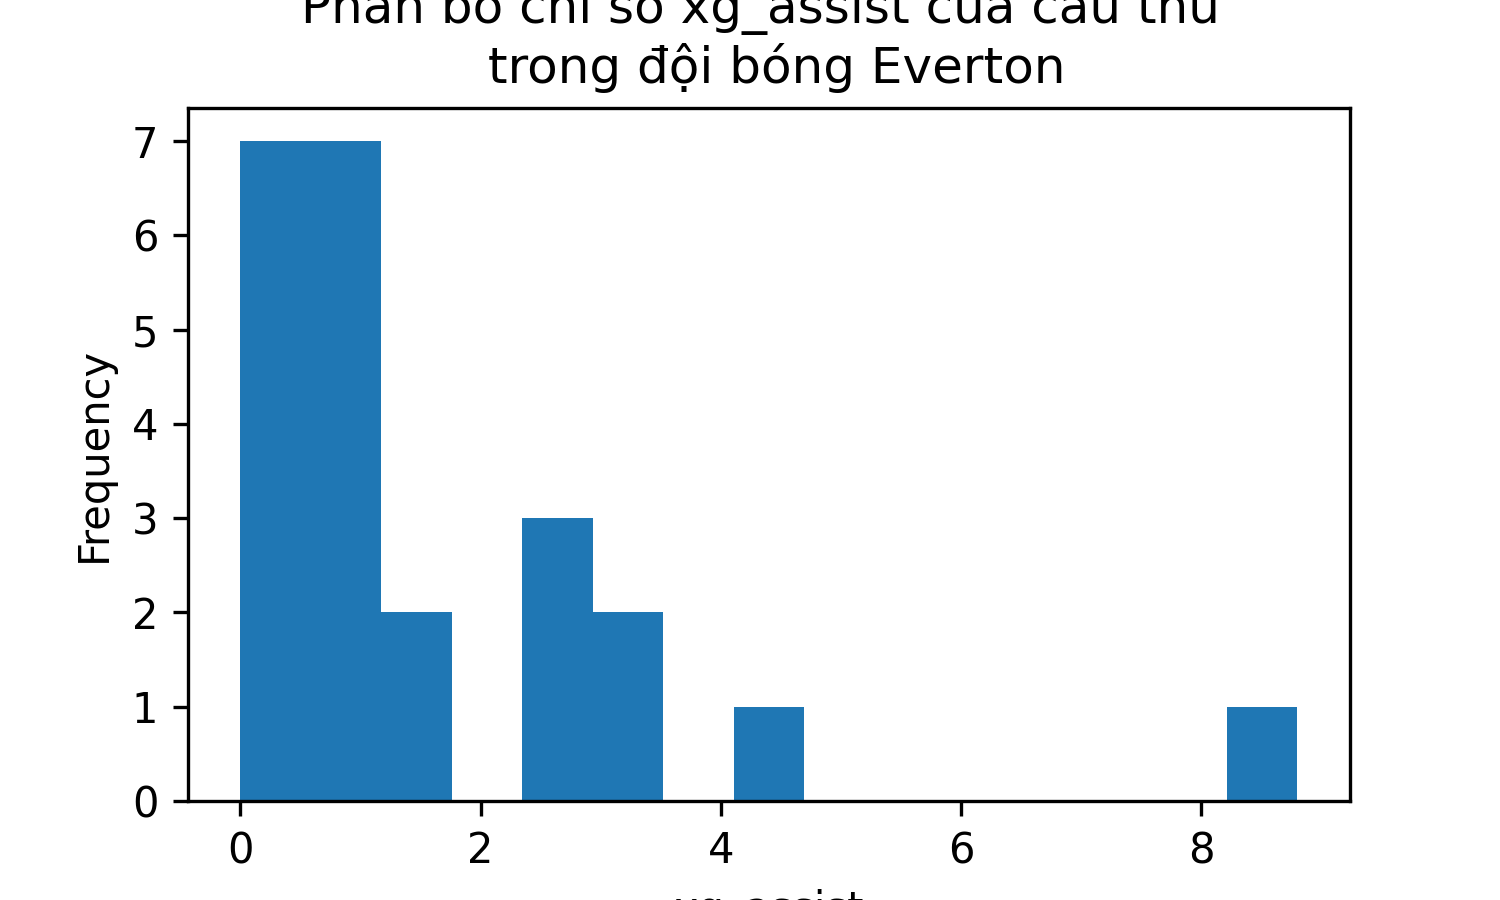 Phân bố chỉ số xg_assist của cầu thủ
trong đội bóng Everton
7
6
5
4
3
2
1
0
Frequency
0 2 4 6 8
xg_assist